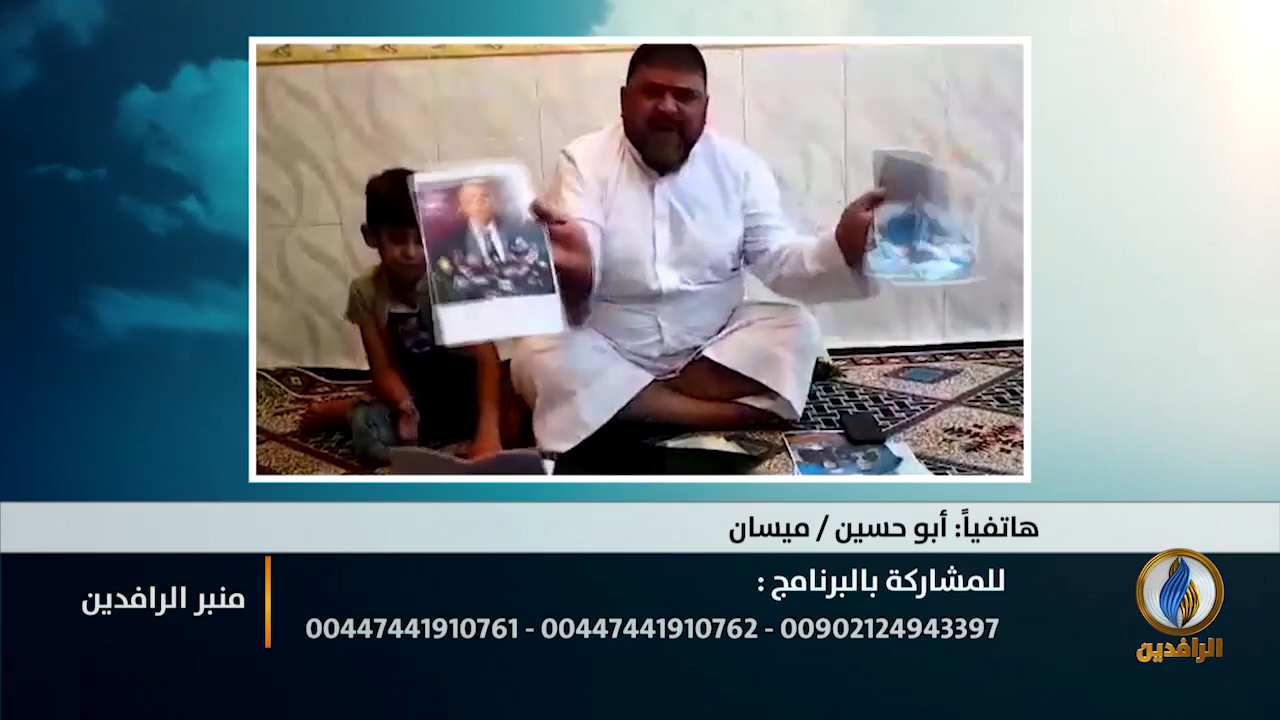 هاتفياً: أبو حسين / ميسان
للمشاركة بالبرنامج :
00447441910761 - 00447441910762 - 00902124943397
منبر الرافدين
الرافدين